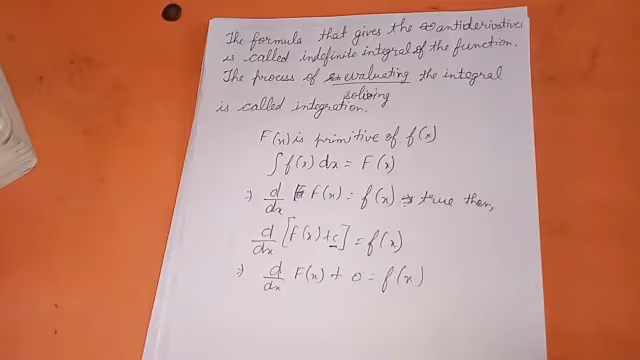 The formula that gives the antiderivatives
is called indefinite integral of the function.
The process of evaluating the integral
solving
is called integration.
F(x) is primitive of f(x)
∫f(x) dx = F(x)
⇒ d/dx F(x) = f(x) → true then,
d/dx [F(x) + c] = f(x)
⇒ d/dx F(x) + 0 = f(x)